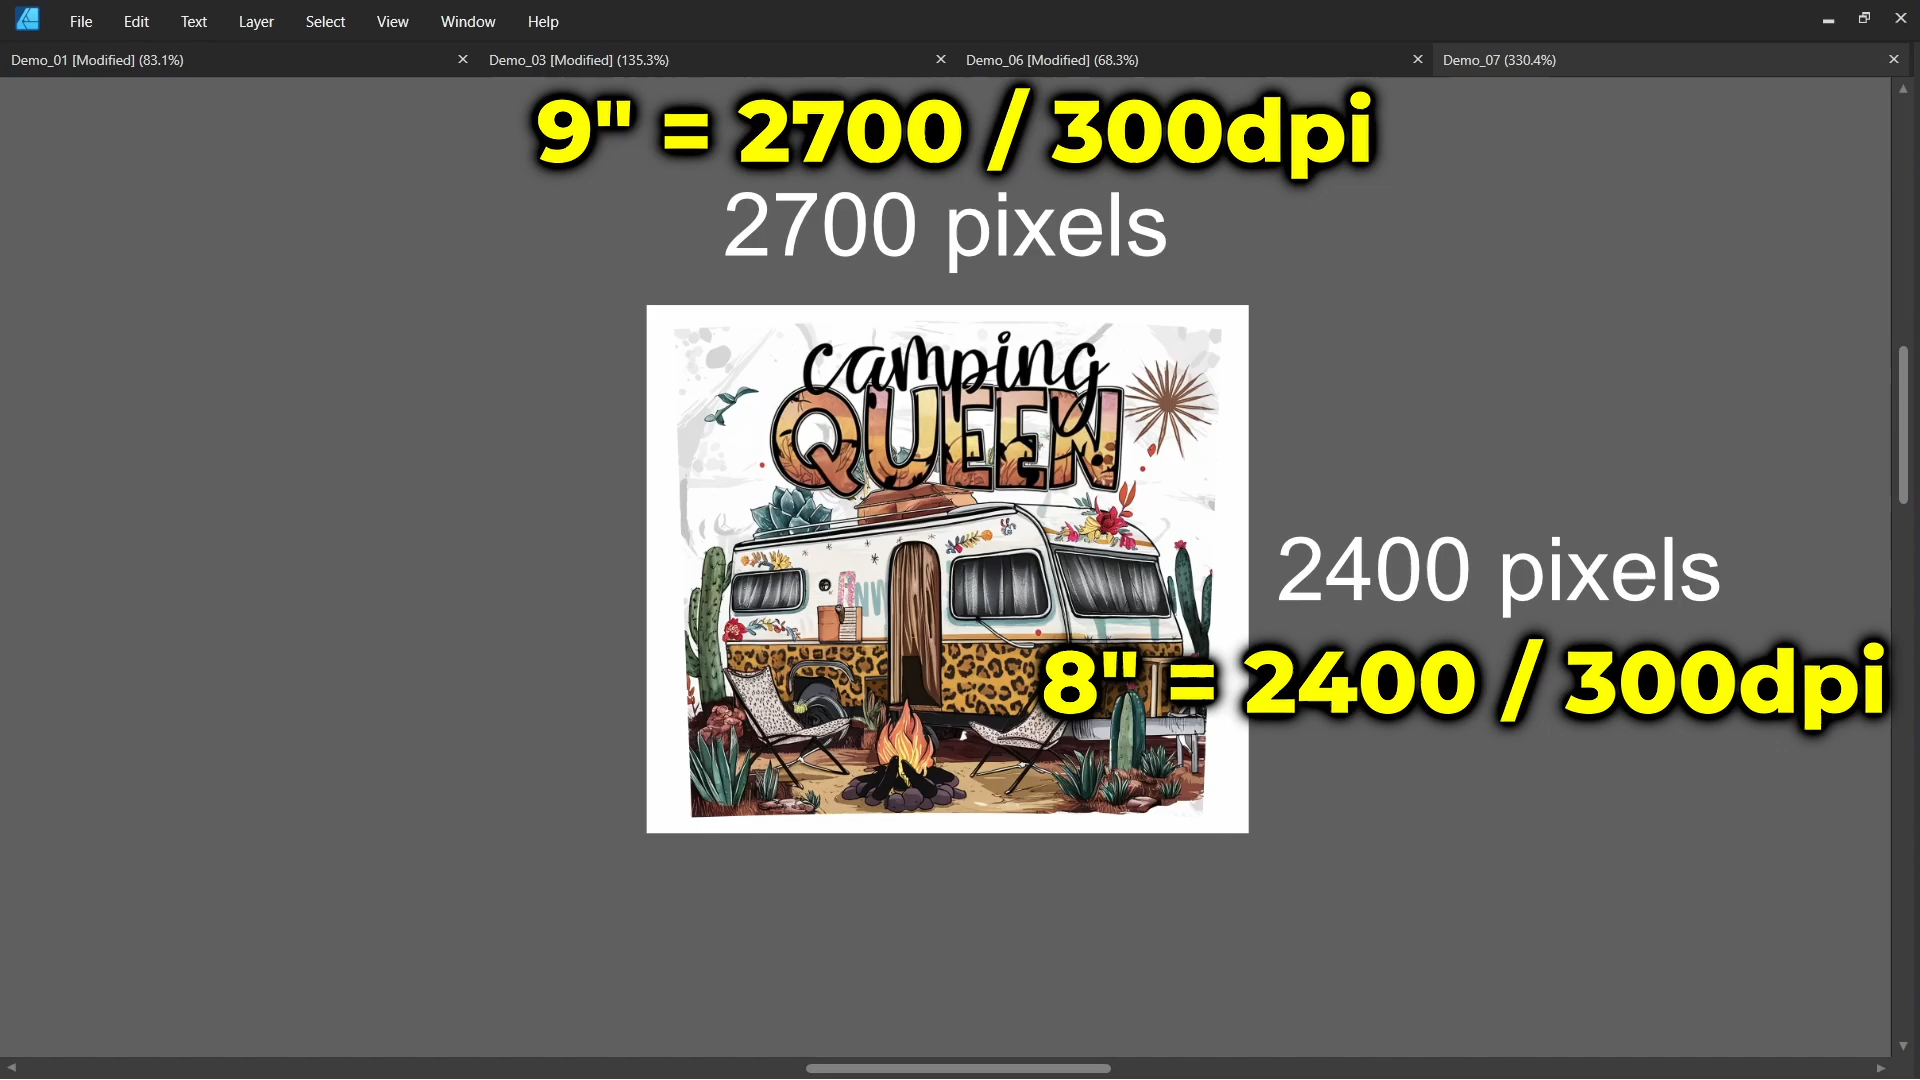 File Edit Text Layer Select View Window Help
Demo_01 [Modified] (83.1%) Demo_03 [Modified] (135.3%) Demo_06 [Modified] (68.3%) Demo_07 (330.4%)
9" = 2700 / 300dpi
2700 pixels
camping
QUEEN
2400 pixels
8" = 2400 / 300dpi